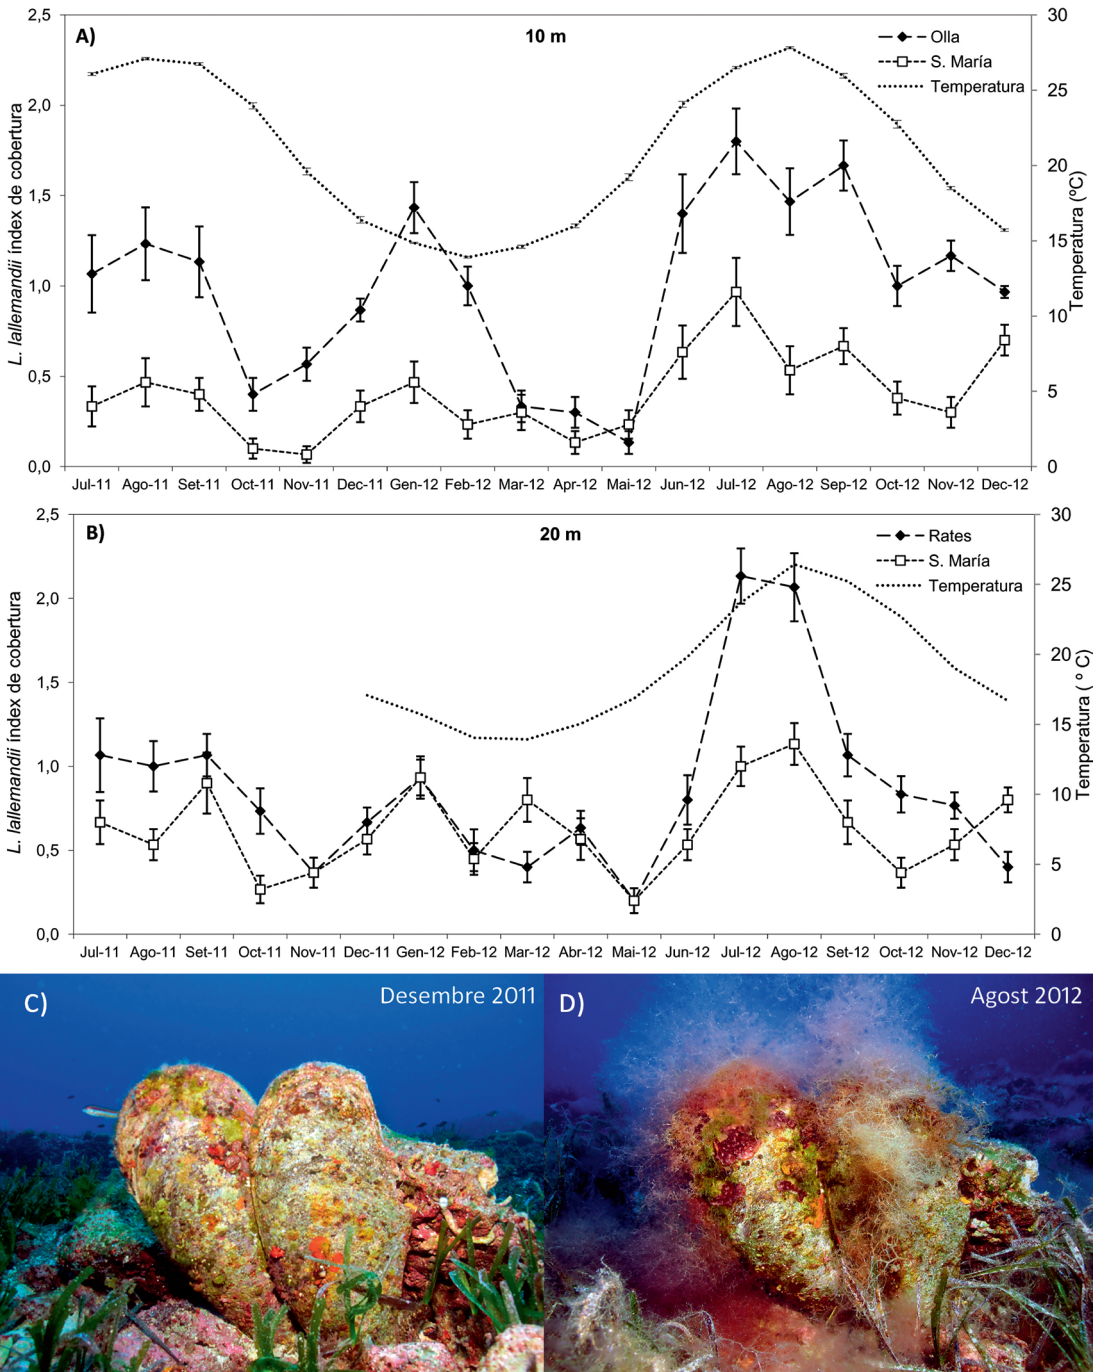 A)
10 m
Olla
S. María
Temperatura
L. lallemandii índex de cobertura
2,5
2,0
1,5
1,0
0,5
0,0
Temperatura (ºC)
30
25
20
15
10
5
0
Jul-11 Ago-11 Set-11 Oct-11 Nov-11 Dec-11 Gen-12 Feb-12 Mar-12 Apr-12 Mai-12 Jun-12 Jul-12 Ago-12 Sep-12 Oct-12 Nov-12 Dec-12
B)
20 m
Rates
S. María
Temperatura
L. lallemandii índex de cobertura
2,5
2,0
1,5
1,0
0,5
0,0
Temperatura ( º C)
30
25
20
15
10
5
0
Jul-11 Ago-11 Set-11 Oct-11 Nov-11 Dec-11 Gen-12 Feb-12 Mar-12 Abr-12 Mai-12 Jun-12 Jul-12 Ago-12 Set-12 Oct-12 Nov-12 Dec-12
C)
Desembre 2011
D)
Agost 2012